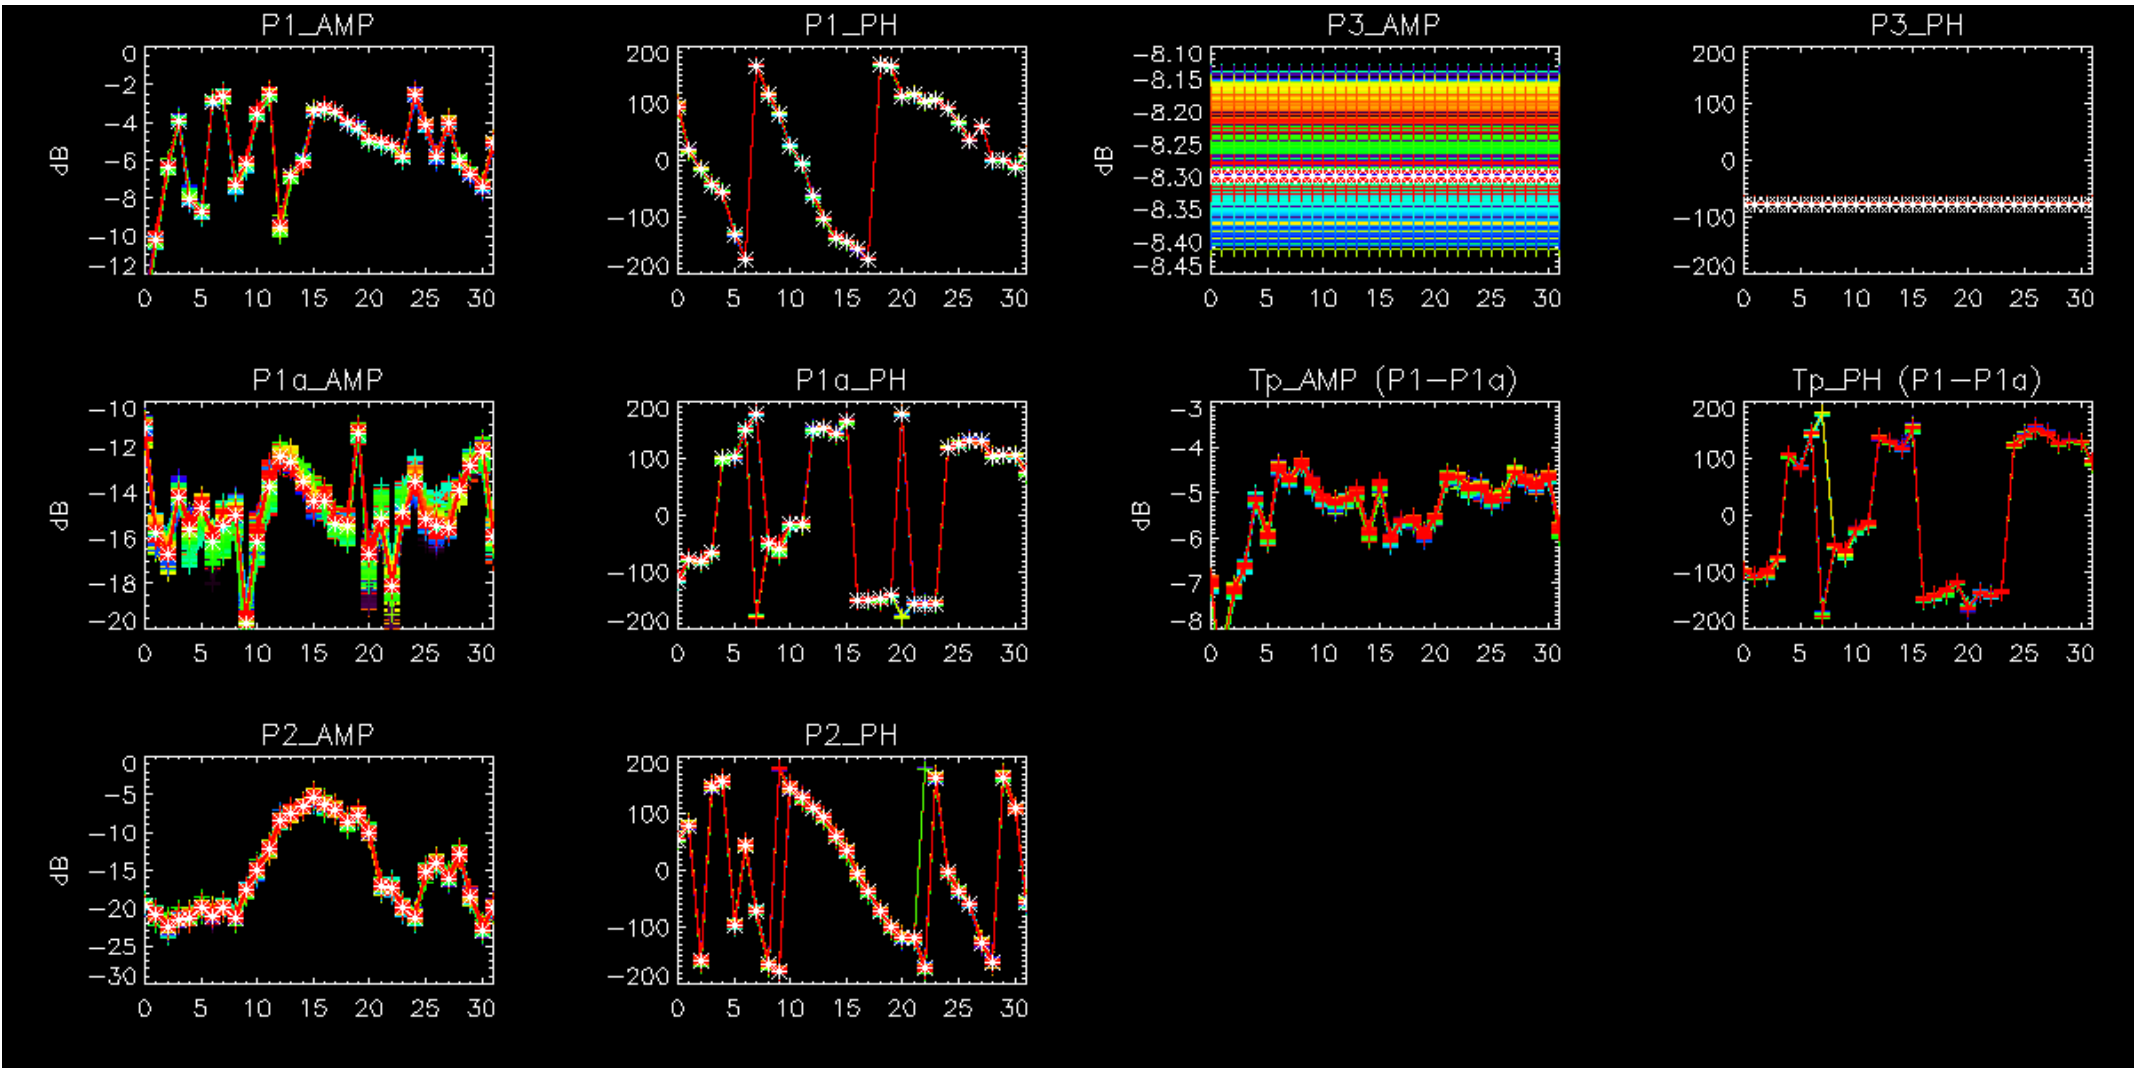 P1_AMP
P1_PH
P3_AMP
P3_PH
0
−2
−4
−6
−8
−10
−12
dB
0 5 10 15 20 25 30
200
100
0
−100
−200
0 5 10 15 20 25 30
−8.10
−8.15
−8.20
−8.25
−8.30
−8.35
−8.40
−8.45
dB
0 5 10 15 20 25 30
200
100
0
−100
−200
0 5 10 15 20 25 30
P1a_AMP
P1a_PH
Tp_AMP (P1−P1a)
Tp_PH (P1−P1a)
−10
−12
−14
−16
−18
−20
dB
0 5 10 15 20 25 30
200
100
0
−100
−200
0 5 10 15 20 25 30
−3
−4
−5
−6
−7
−8
dB
0 5 10 15 20 25 30
200
100
0
−100
−200
0 5 10 15 20 25 30
P2_AMP
P2_PH
0
−5
−10
−15
−20
−25
−30
dB
0 5 10 15 20 25 30
200
100
0
−100
−200
0 5 10 15 20 25 30